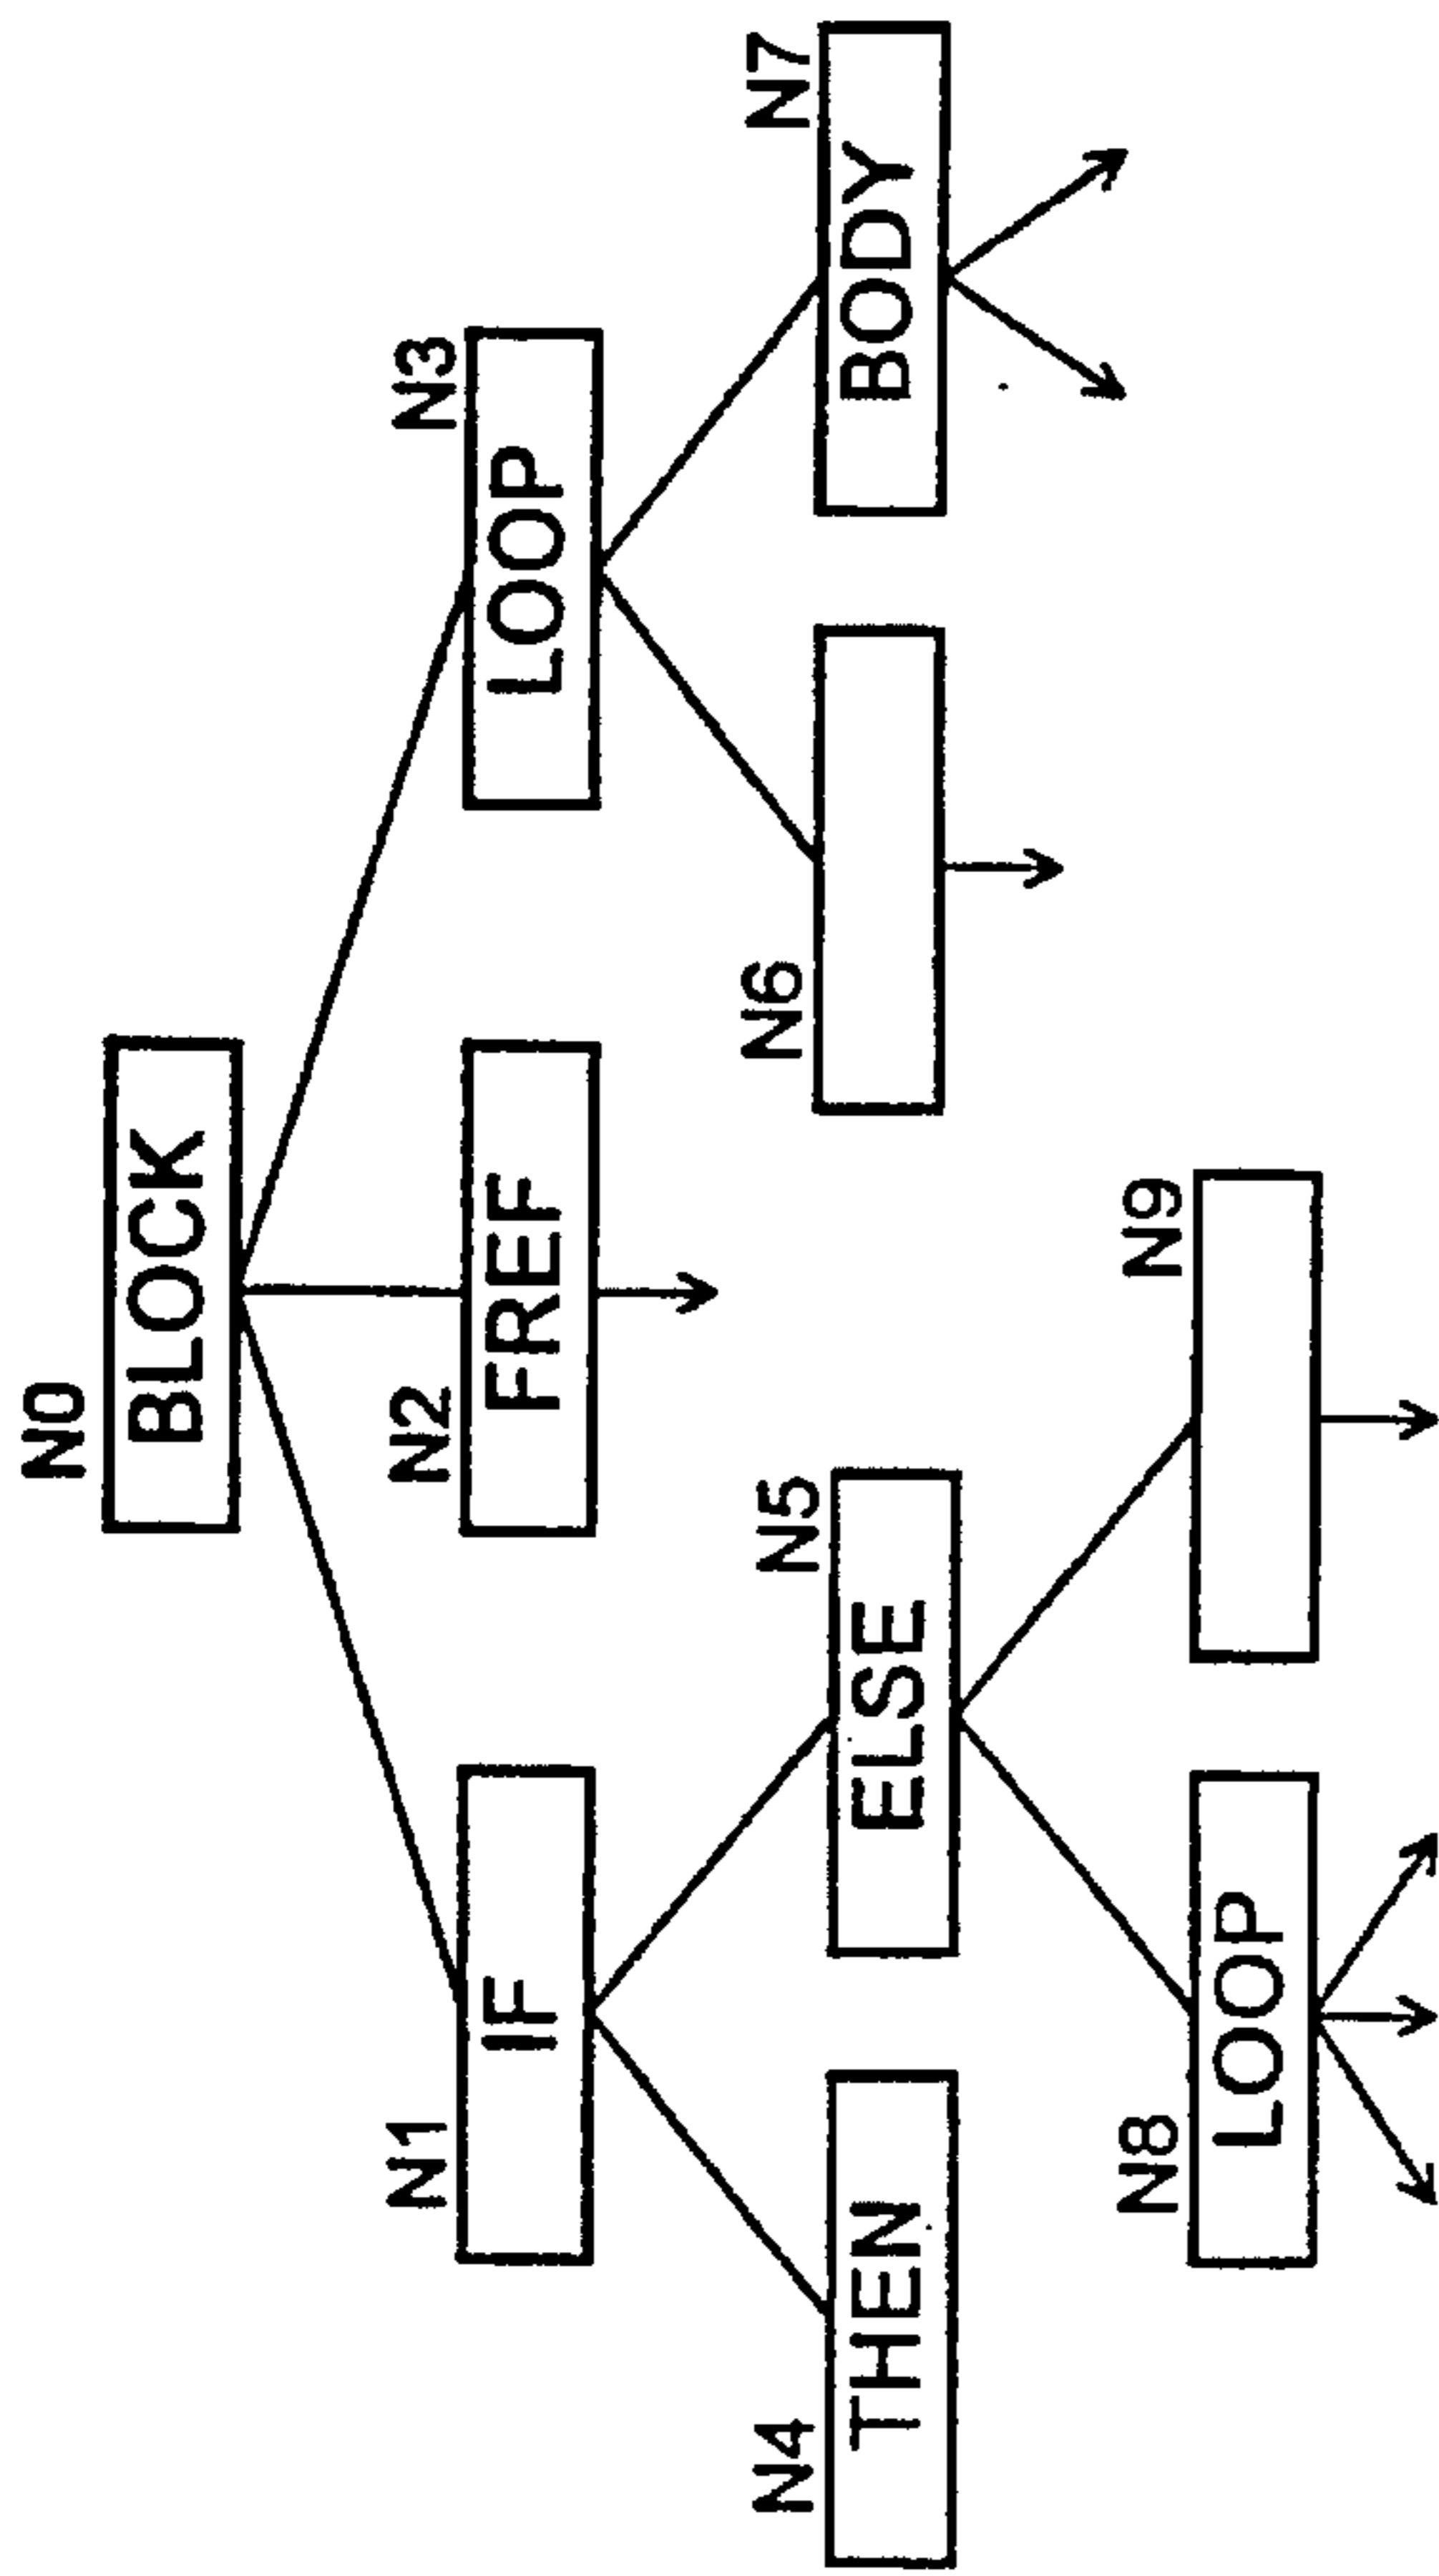 N0
BLOCK
N1
IF
N2
FREF
N3
LOOP
N4
THEN
N5
ELSE
N6
N7
BODY
N8
LOOP
N9